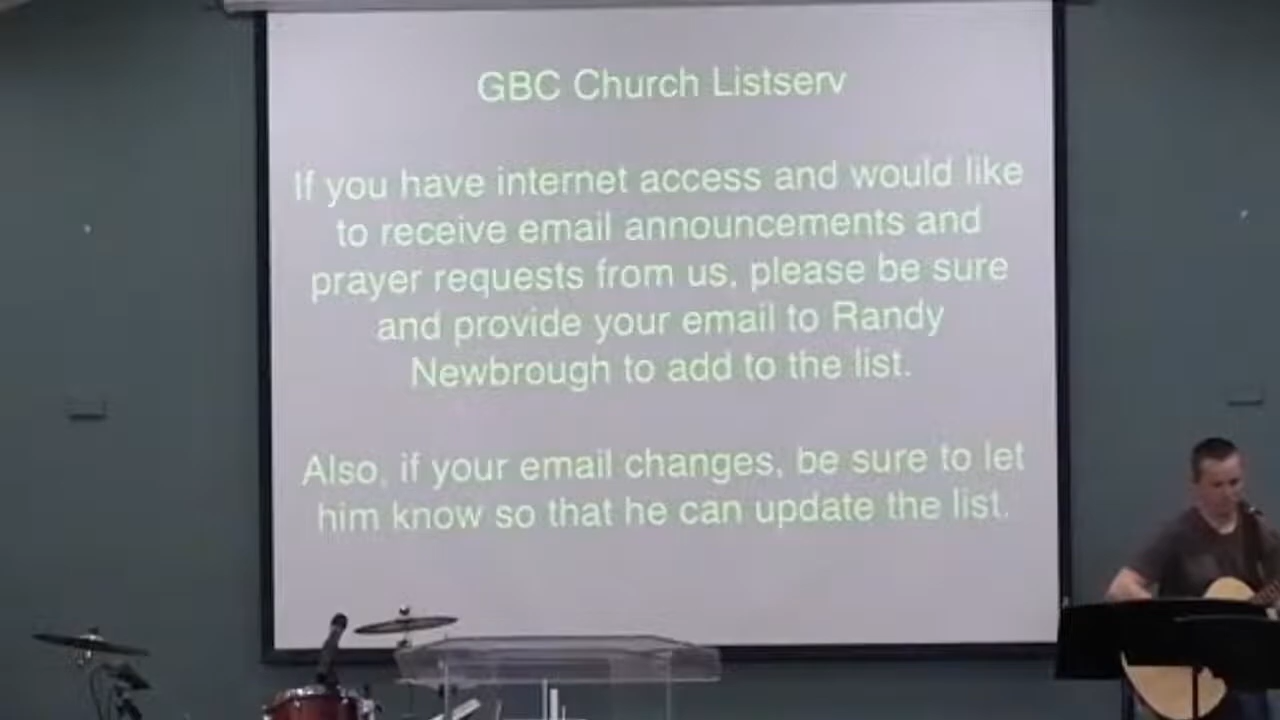 GBC Church Listserv
If you have internet access and would like
to receive email announcements and
prayer requests from us, please be sure
and provide your email to Randy
Newbrough to add to the list.
Also, if your email changes, be sure to let
him know so that he can update the list.